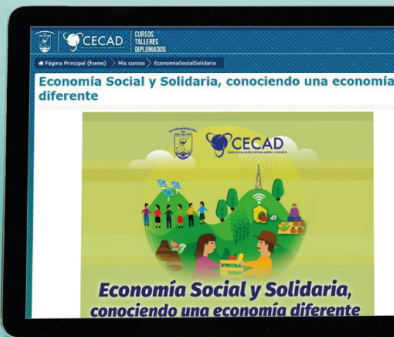 CECAD
CURSOS
TALLERES
DIPLOMADOS
Página Principal (home) Mis cursos EconomiaSocialSolidaria
Economía Social y Solidaria, conociendo una economía
diferente
CECAD
Economía Social y Solidaria,
conociendo una economía diferente